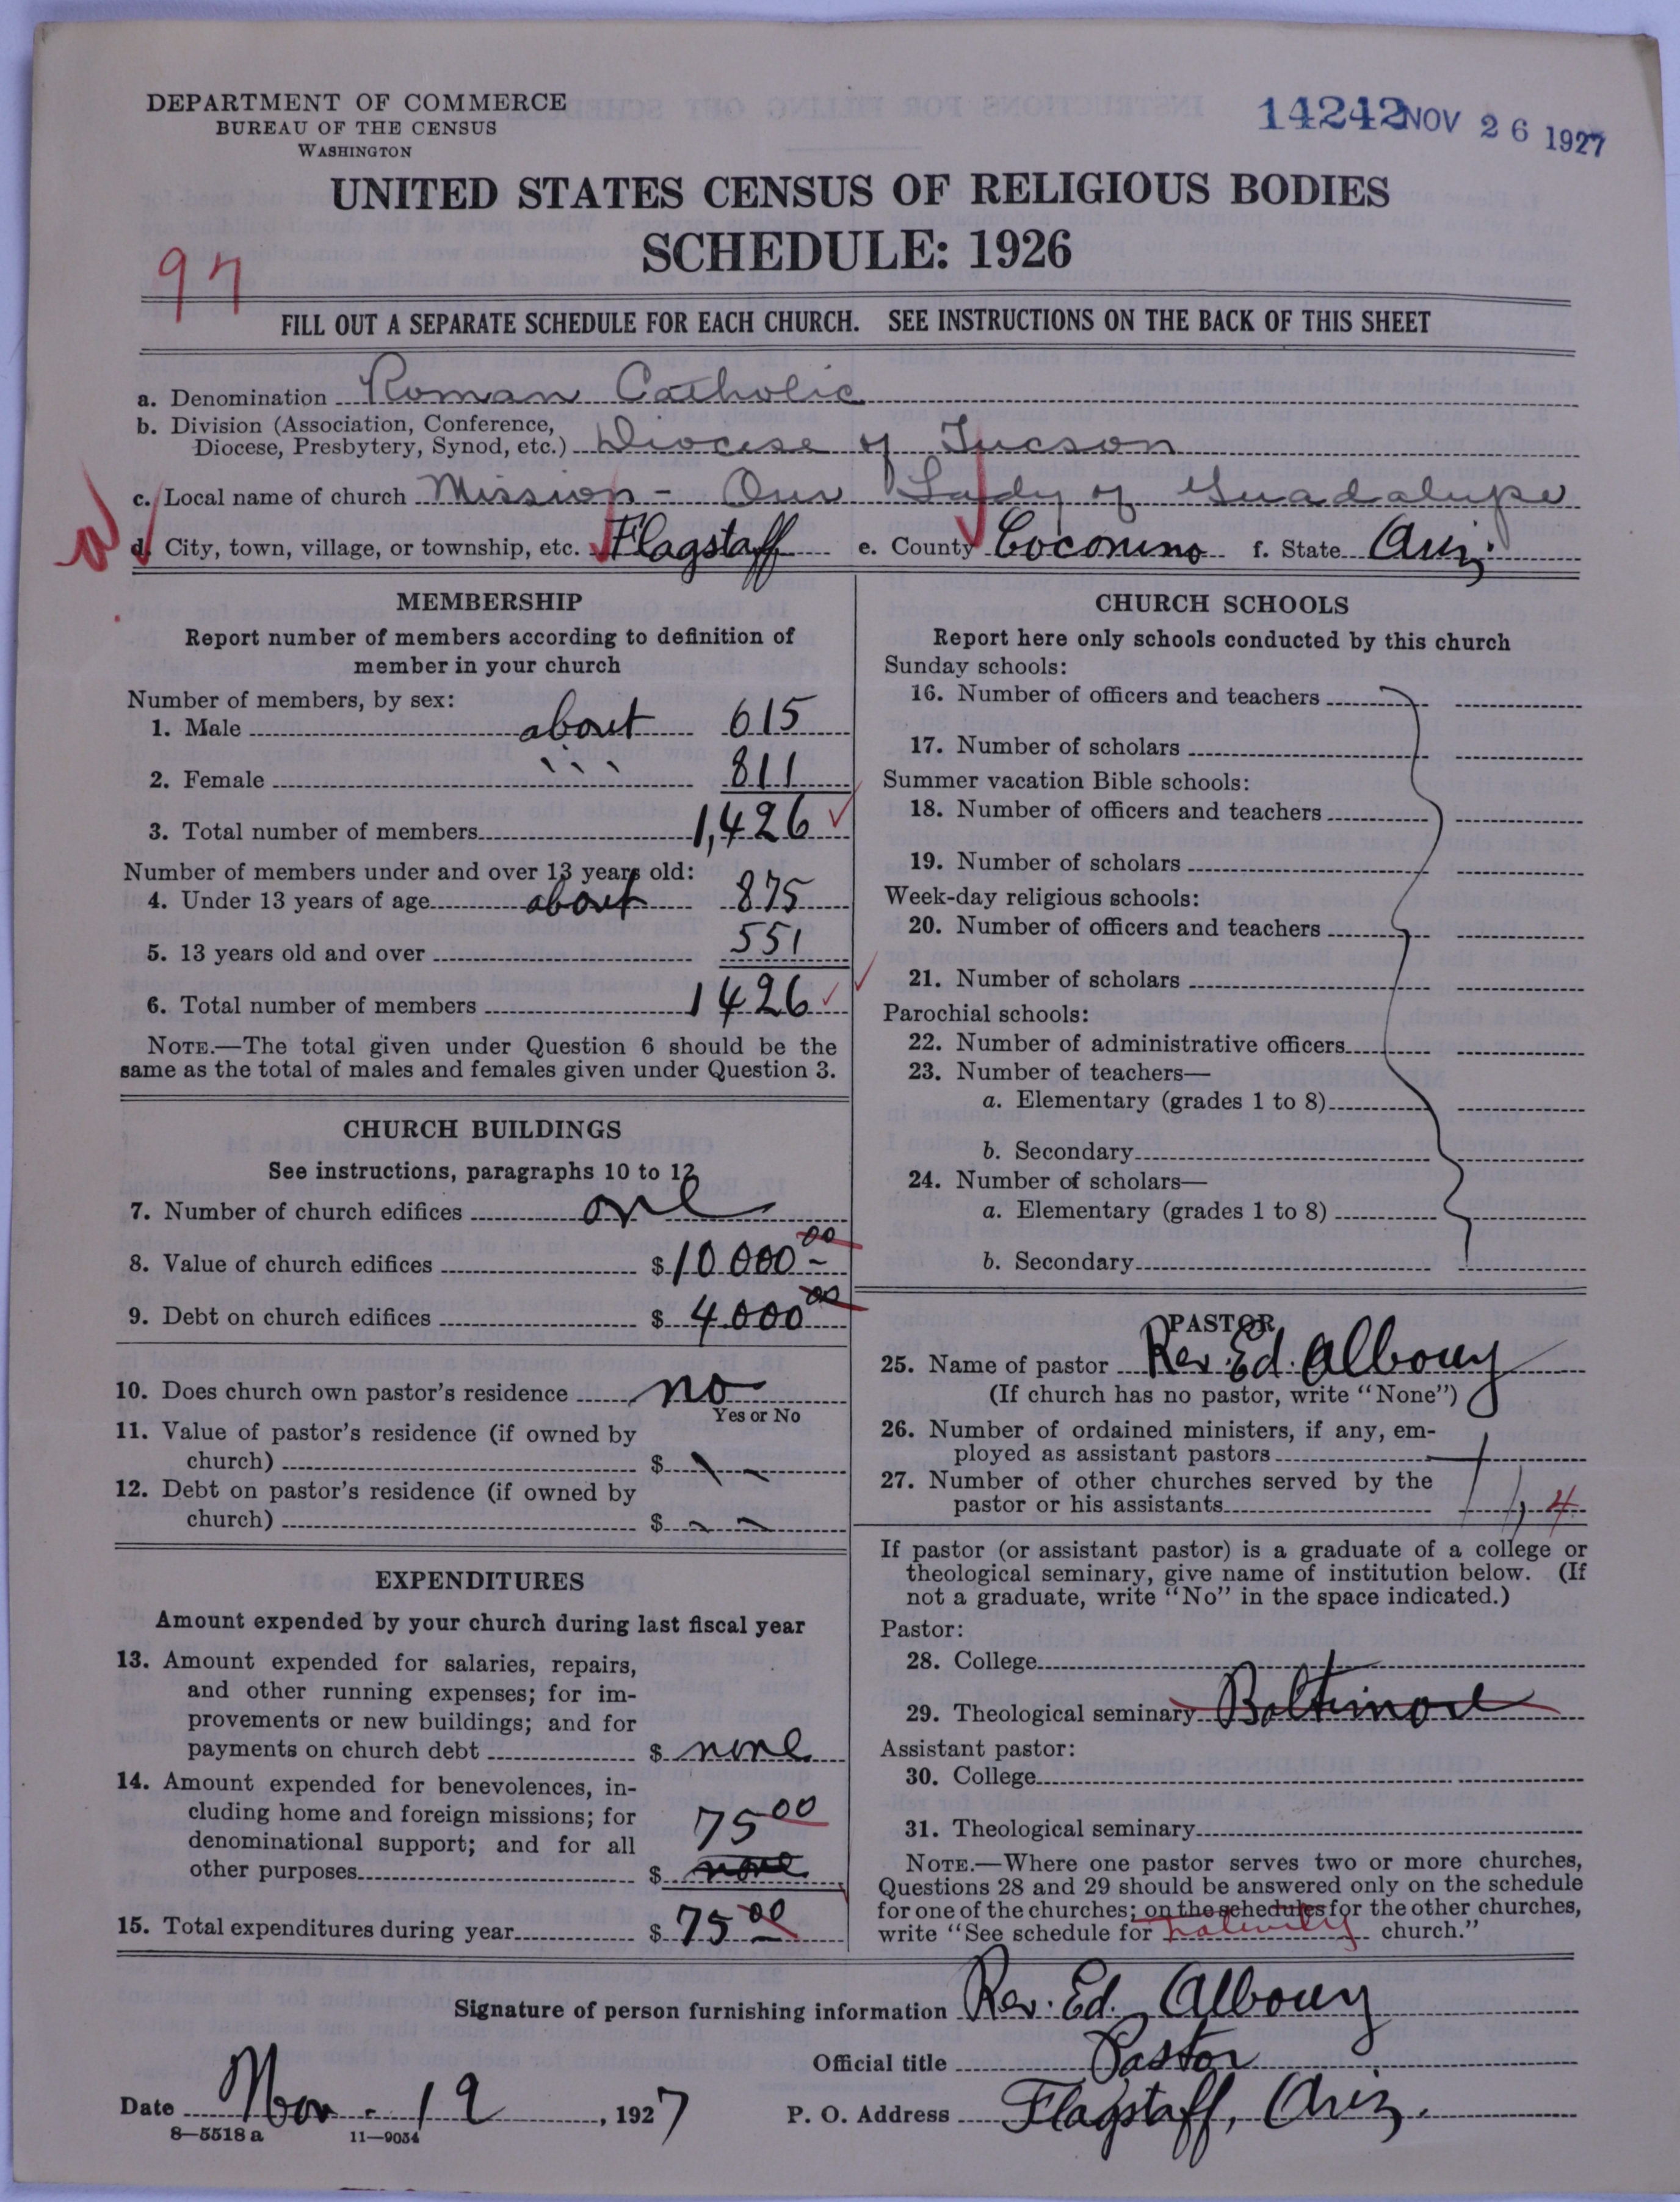 DEPARTMENT OF COMMERCE
BUREAU OF THE CENSUS
WASHINGTON
14242 NOV 26 1927
UNITED STATES CENSUS OF RELIGIOUS BODIES
SCHEDULE: 1926
97
FILL OUT A SEPARATE SCHEDULE FOR EACH CHURCH. SEE INSTRUCTIONS ON THE BACK OF THIS SHEET
a. Denomination Roman Catholic
b. Division (Association, Conference,
Diocese, Presbytery, Synod, etc.) Diocese of Tucson
c. Local name of church Mission - Our Lady of Guadalupe
d. City, town, village, or township, etc. Flagstaff e. County Coconino f. State Ariz.
MEMBERSHIP
Report number of members according to definition of
member in your church
Number of members, by sex:
1. Male about 615
2. Female 811
3. Total number of members 1,426
Number of members under and over 13 years old:
4. Under 13 years of age about 875
5. 13 years old and over 551
6. Total number of members 1426
NOTE.—The total given under Question 6 should be the
same as the total of males and females given under Question 3.
CHURCH BUILDINGS
See instructions, paragraphs 10 to 12
7. Number of church edifices one
8. Value of church edifices $ 10 000 00
9. Debt on church edifices $ 4.000 00
10. Does church own pastor's residence no
Yes or No
11. Value of pastor's residence (if owned by
church) $
12. Debt on pastor's residence (if owned by
church) $
EXPENDITURES
Amount expended by your church during last fiscal year
13. Amount expended for salaries, repairs,
and other running expenses; for im-
provements or new buildings; and for
payments on church debt $ none
14. Amount expended for benevolences, in-
cluding home and foreign missions; for
denominational support; and for all 75 00
other purposes $ none
15. Total expenditures during year $ 75 00
CHURCH SCHOOLS
Report here only schools conducted by this church
Sunday schools:
16. Number of officers and teachers
17. Number of scholars
Summer vacation Bible schools:
18. Number of officers and teachers
19. Number of scholars
Week-day religious schools:
20. Number of officers and teachers
21. Number of scholars
Parochial schools:
22. Number of administrative officers
23. Number of teachers—
a. Elementary (grades 1 to 8)
b. Secondary
24. Number of scholars—
a. Elementary (grades 1 to 8)
b. Secondary
PASTOR
25. Name of pastor Rev. Ed. Albouy
(If church has no pastor, write "None")
26. Number of ordained ministers, if any, em-
ployed as assistant pastors
27. Number of other churches served by the
pastor or his assistants 4
If pastor (or assistant pastor) is a graduate of a college or
theological seminary, give name of institution below. (If
not a graduate, write "No" in the space indicated.)
Pastor:
28. College
29. Theological seminary Baltimore
Assistant pastor:
30. College
31. Theological seminary
NOTE.—Where one pastor serves two or more churches,
Questions 28 and 29 should be answered only on the schedule
for one of the churches; on the schedules for the other churches,
write "See schedule for nativity church."
Signature of person furnishing information Rev. Ed. Albouy
Official title Pastor
Date Nov - 19, 1927 P. O. Address Flagstaff, Ariz.
8—5518 a 11—9054